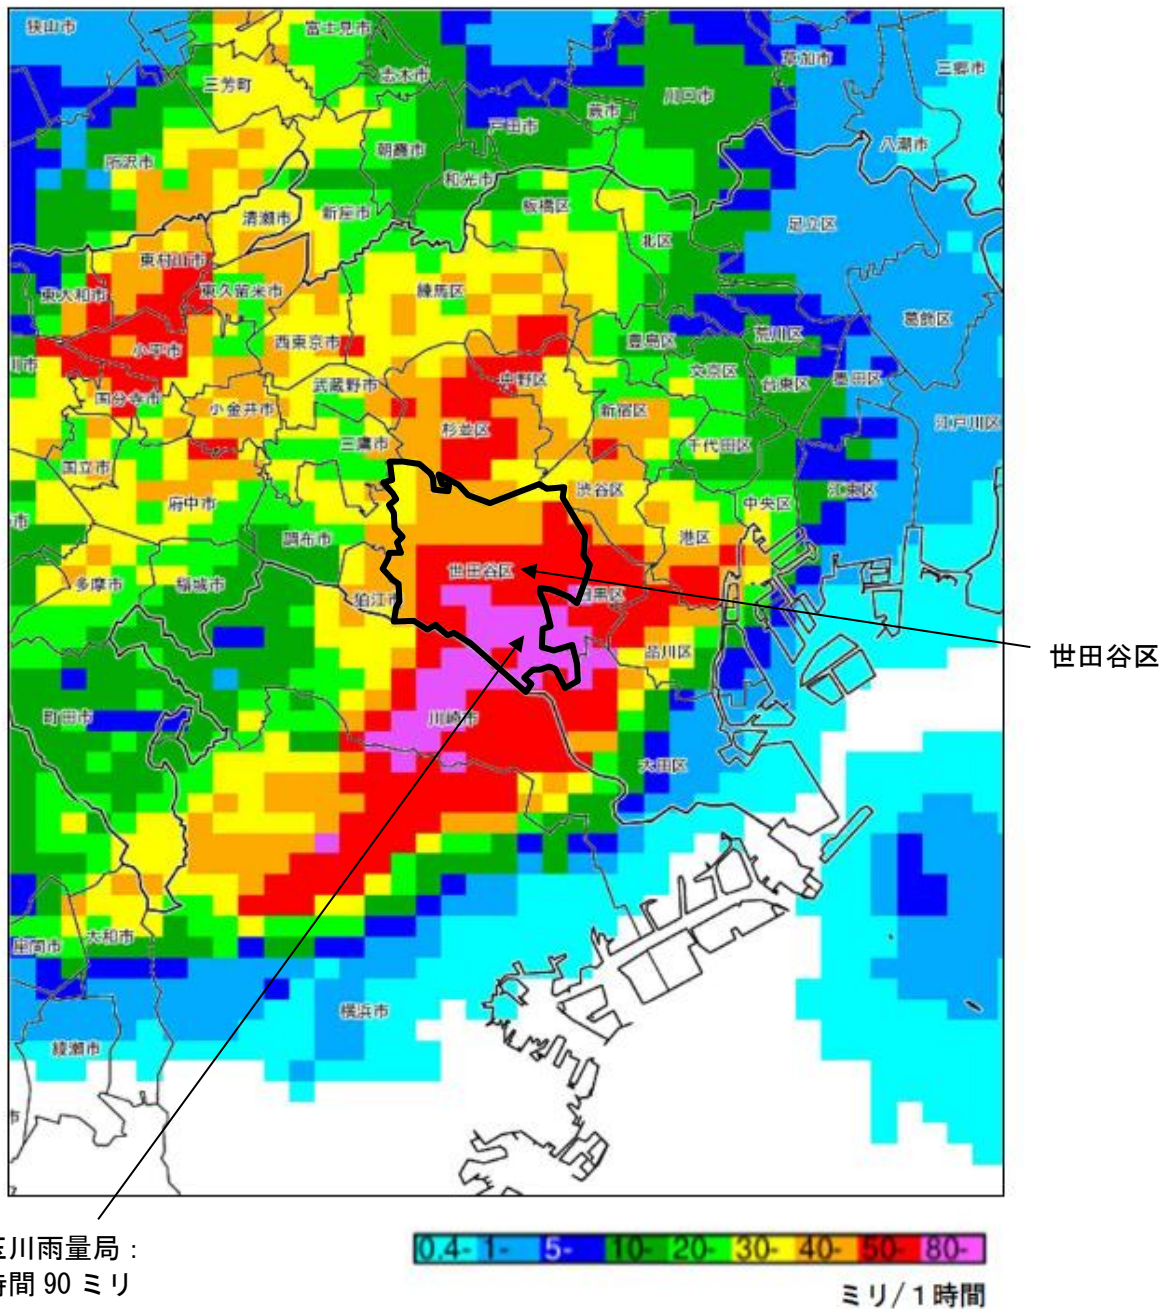 狭山市
富士見市
志木市
草加市
三郷市
三芳町
川口市
蕨市
戸田市
八潮市
所沢市
朝霞市
和光市
板橋区
清瀬市
新座市
足立区
北区
東村山市
東大和市
東久留米市
練馬区
葛飾区
荒川区
豊島区
西東京市
小平市
川市
文京区
台東区
墨田区
武蔵野市
中野区
国分寺市
小金井市
新宿区
江戸川区
杉並区
三鷹市
千代田区
国立市
渋谷区
江東区
府中市
中央区
市
調布市
港区
多摩市
稲城市
世田谷区
狛江市
目黒区
品川区
世田谷区
町田市
川崎市
大田区
大和市
座間市
横浜市
綾瀬市
市
玉川雨量局:
時間 90 ミリ
0.4- 1- 5- 10- 20- 30- 40- 50- 80-
ミリ/1時間